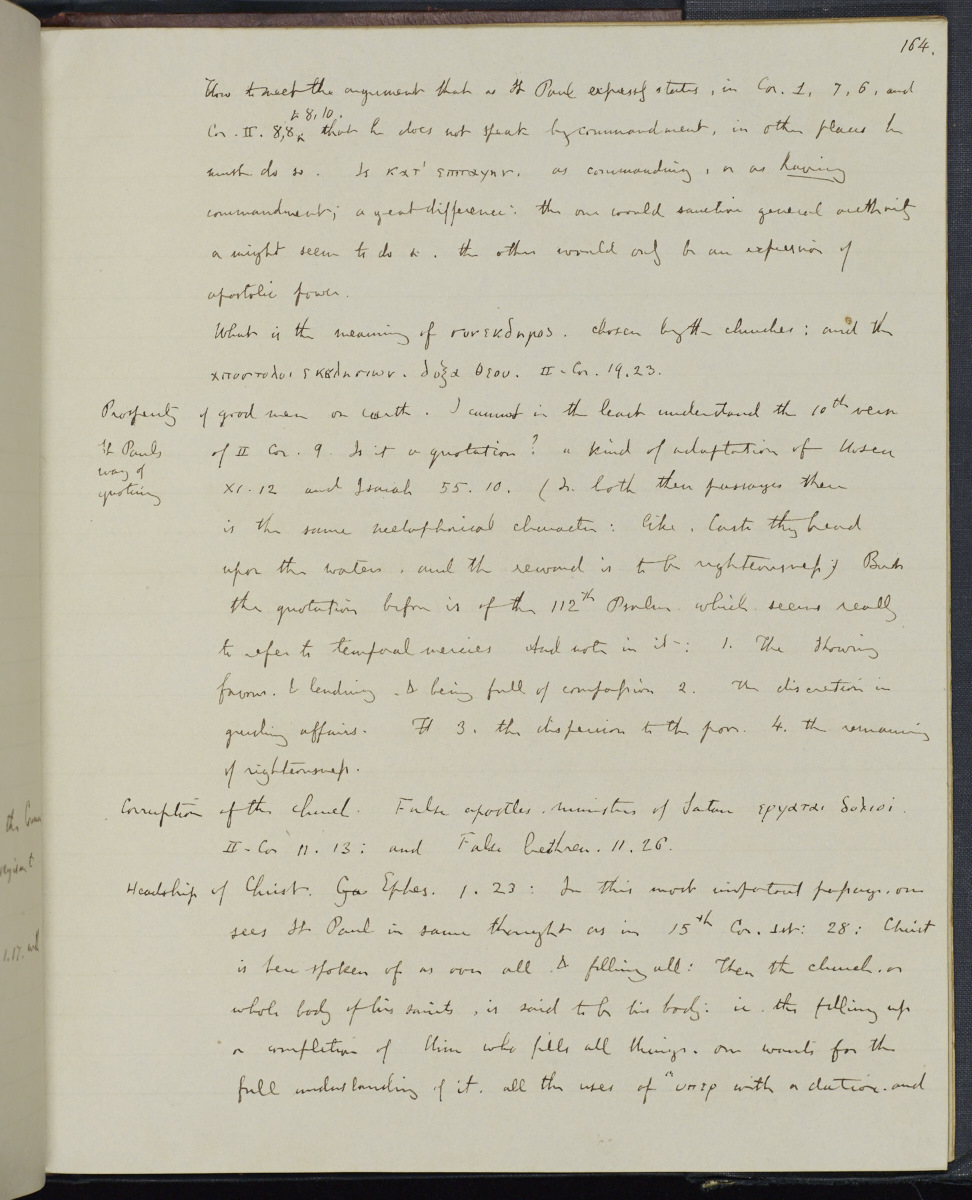 164.
How to meet the argument that as St Paul expressly states, in Cor. 1, 7, 6, and
& 8,10.
Cor. II. 8,8 that he does not speak by commandment, in other places he
must do so. Is κατ' επιταγην. as commanding, or as having
commandment; a great difference: the one would sanction general authority
or might seem to do so. the other would only be an expression of
apostolic power.
What is the meaning of συνεκδημος. chosen by the churches: and the
αποστολοι εκκλησιων. δοξα θεου. II-Cor. 19.23.
Prosperity of good men on earth. I cannot in the least understand the 10th verse
St Pauls
way of
quoting
of II Cor. 9. Is it a quotation? a kind of adaptation of Hosea
XI. 12 and Isaiah 55. 10. (In both these passages there
is the same metaphorical character: like. Cast thy bread
upon the waters. and the reward is to be righteousness;) But
the quotation before is of the 112th Psalm which seems really
to refer to temporal mercies And note in it-: 1. The showing
favour. & lending & being full of compassion 2. The discretion in
guiding affairs. 3. the dispersion to the poor. 4. the remaining
of righteousness.
Corruption of the church. False apostles. ministers of Satan εργαται δολιοι.
II-Cor 11. 13: and False brethren. 11. 26.
Headship of Christ. Ephes. 1. 23: In this most important passage. one
sees St Paul in same thought as in 15th Cor. 1st: 28: Christ
is here spoken of as over all & filling all: Then the church. or
whole body of his saints, is said to be his body: ie. the filling up
or completion of Him who fills all things. one wants for the
full understanding of it. all the uses of "υπερ with a dative. and